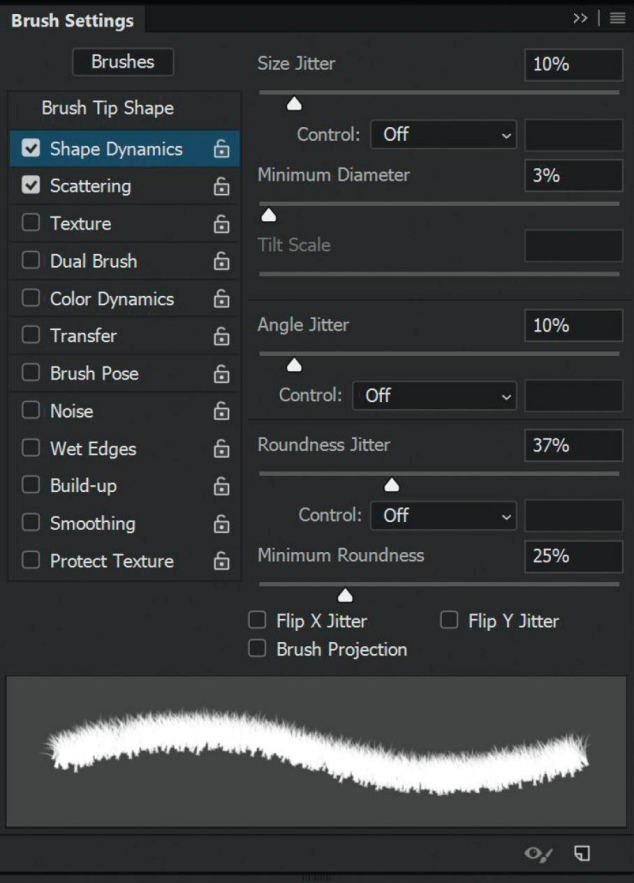 Brush Settings
Brushes
Brush Tip Shape
Shape Dynamics
Scattering
Texture
Dual Brush
Color Dynamics
Transfer
Brush Pose
Noise
Wet Edges
Build-up
Smoothing
Protect Texture
Size Jitter 10%
Control: Off
Minimum Diameter 3%
Tilt Scale
Angle Jitter 10%
Control: Off
Roundness Jitter 37%
Control: Off
Minimum Roundness 25%
Flip X Jitter Flip Y Jitter
Brush Projection